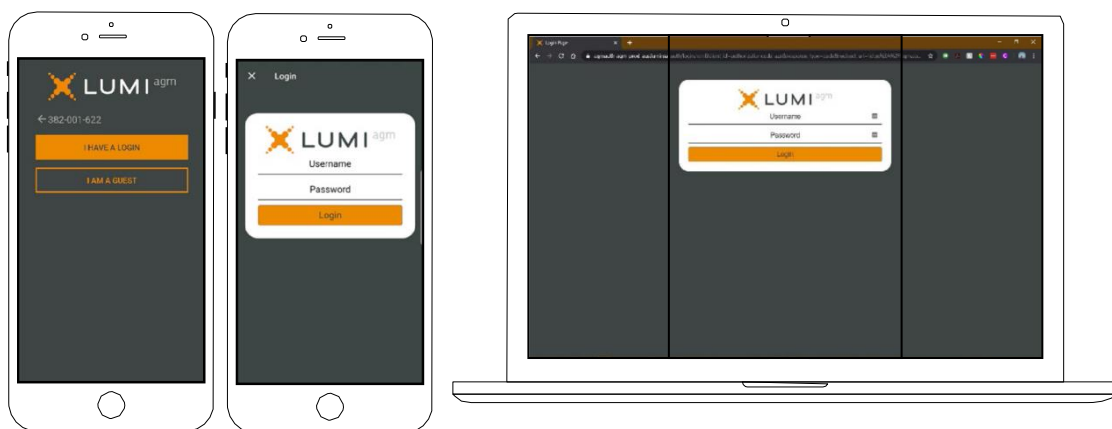 LUMI agm
382-001-622
I HAVE A LOGIN
I AM A GUEST
Login
LUMI agm
Username
Password
Login
Login Page
LUMI agm
Username
Password
Login